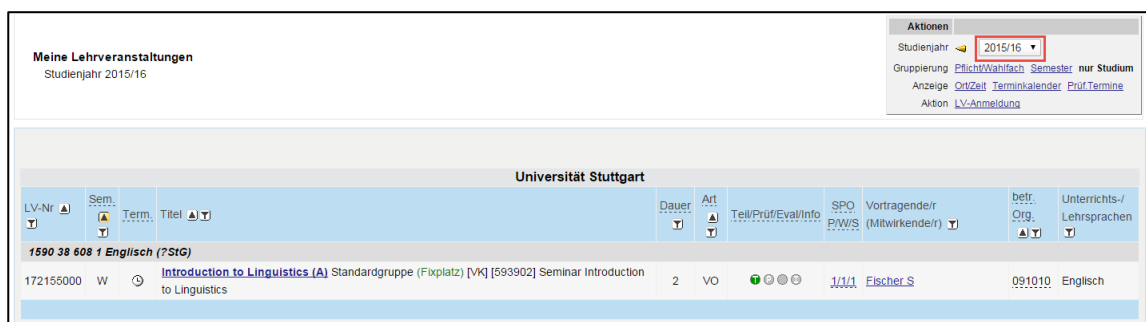 Aktionen
Meine Lehrveranstaltungen
Studienjahr 2015/16
Studienjahr 2015/16
Gruppierung Pflicht/Wahlfach Semester nur Studium
Anzeige Ort/Zeit Terminkalender Prüf.Termine
Aktion LV-Anmeldung
Universität Stuttgart
LV-Nr Sem. Term. Titel Dauer Art Teil/Prüf/Eval/Info SPO P/W/S Vortragende/r (Mitwirkende/r) betr. Org. Unterrichts-/ Lehrsprachen
1590 38 608 1 Englisch (?StG)
172155000 W Introduction to Linguistics (A) Standardgruppe (Fixplatz) [VK] [593902] Seminar Introduction 2 VO T 1/1/1 Fischer S 091010 Englisch
to Linguistics